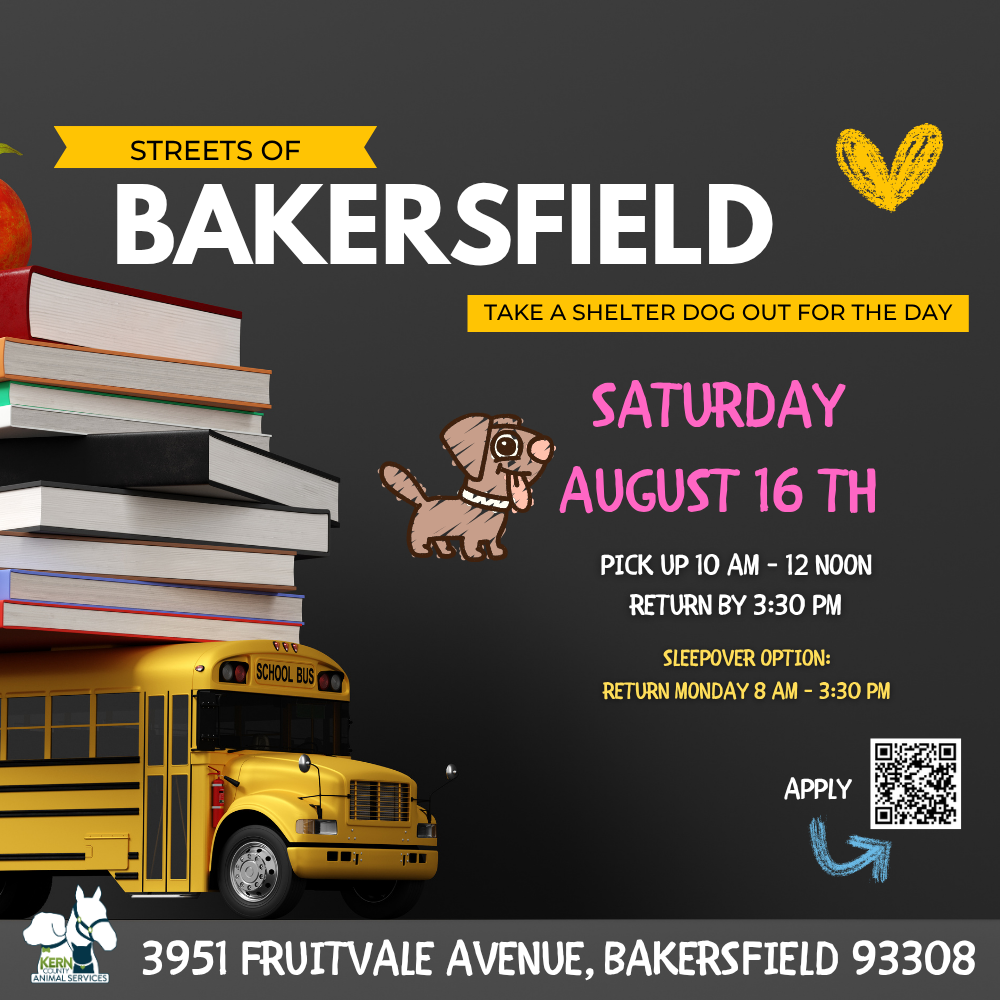 STREETS OF
BAKERSFIELD
TAKE A SHELTER DOG OUT FOR THE DAY
SATURDAY
AUGUST 16 TH
PICK UP 10 AM - 12 NOON
RETURN BY 3:30 PM
SLEEPOVER OPTION:
RETURN MONDAY 8 AM - 3:30 PM
SCHOOL BUS
APPLY
KERN
COUNTY
ANIMAL SERVICES
3951 FRUITVALE AVENUE, BAKERSFIELD 93308